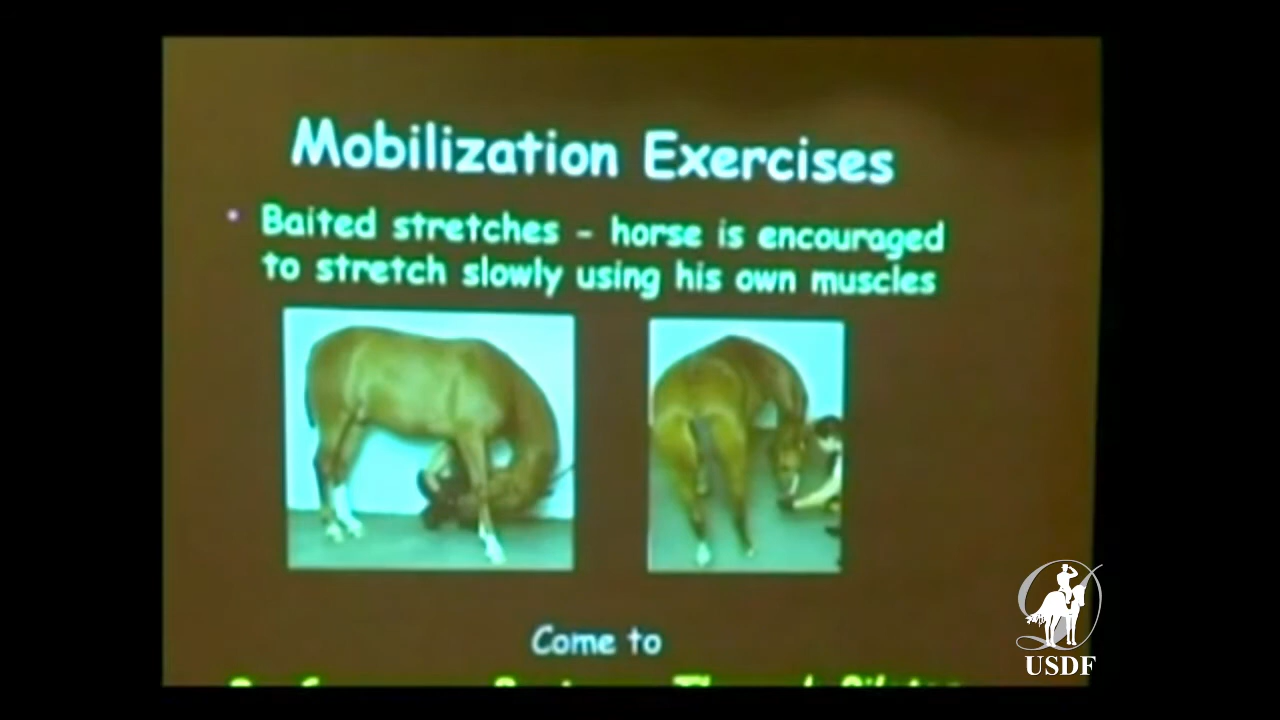 Mobilization Exercises
• Baited stretches - horse is encouraged
to stretch slowly using his own muscles
Come to
USDF